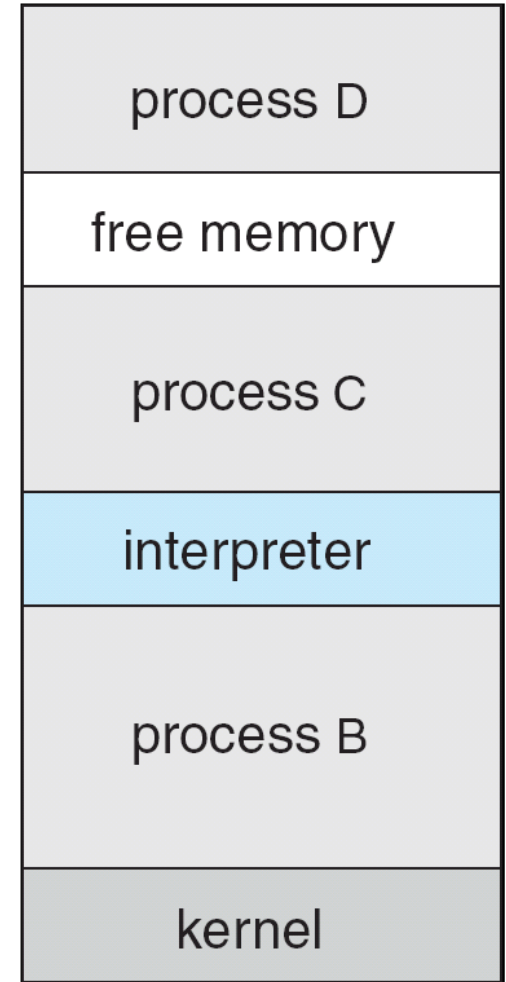 process D
free memory
process C
interpreter
process B
kernel